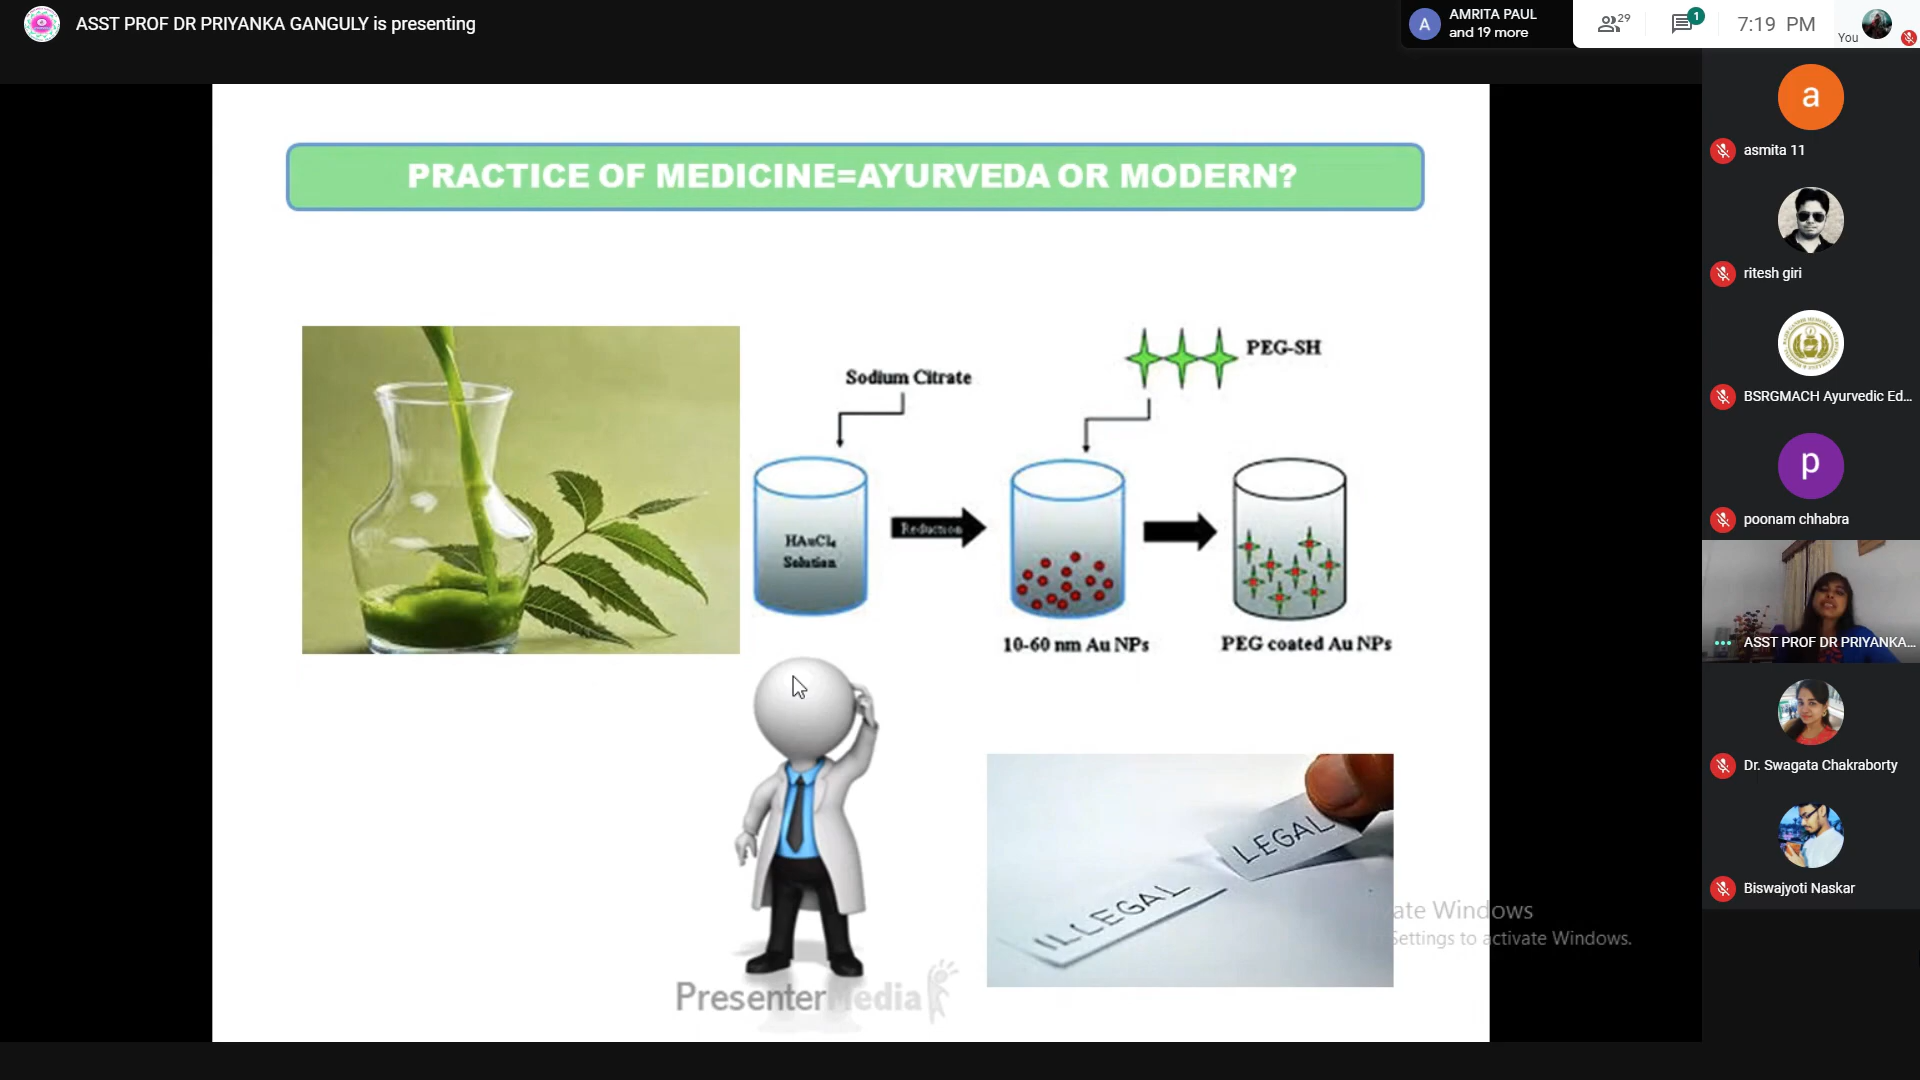 ASST PROF DR PRIYANKA GANGULY is presenting
A
AMRITA PAUL
and 19 more
29
1
7:19 PM
You
PRACTICE OF MEDICINE=AYURVEDA OR MODERN?
Sodium Citrate
PEG-SH
HAuCl₄
Solution
Reduction
10-60 nm Au NPs
PEG coated Au NPs
LEGAL
ILLEGAL
PresenterMedia
ate Windows
Settings to activate Windows.
a
asmita 11
ritesh giri
BSRGMACH Ayurvedic Ed...
p
poonam chhabra
ASST PROF DR PRIYANKA...
Dr. Swagata Chakraborty
Biswajyoti Naskar